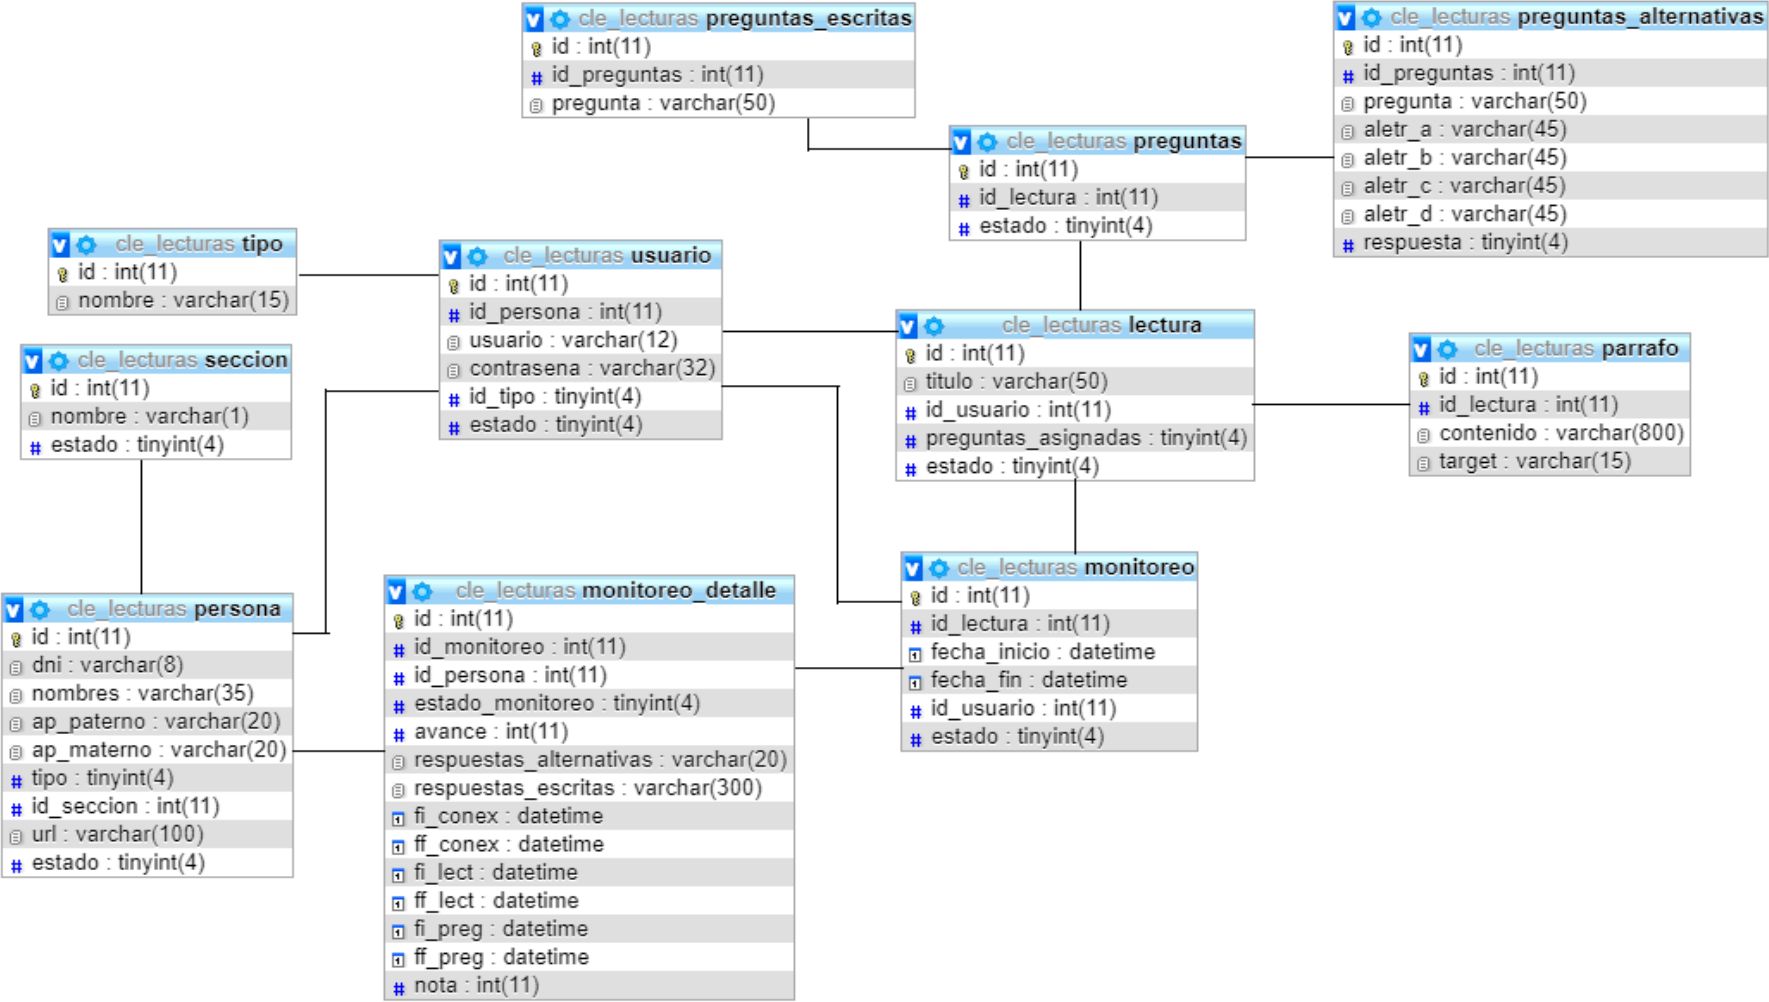 cle_lecturas preguntas_escritas
id : int(11)
id_preguntas : int(11)
pregunta : varchar(50)
cle_lecturas preguntas_alternativas
id : int(11)
id_preguntas : int(11)
pregunta : varchar(50)
aletr_a : varchar(45)
aletr_b : varchar(45)
aletr_c : varchar(45)
aletr_d : varchar(45)
respuesta : tinyint(4)
cle_lecturas preguntas
id : int(11)
id_lectura : int(11)
estado : tinyint(4)
cle_lecturas tipo
id : int(11)
nombre : varchar(15)
cle_lecturas usuario
id : int(11)
id_persona : int(11)
usuario : varchar(12)
contrasena : varchar(32)
id_tipo : tinyint(4)
estado : tinyint(4)
cle_lecturas seccion
id : int(11)
nombre : varchar(1)
estado : tinyint(4)
cle_lecturas lectura
id : int(11)
titulo : varchar(50)
id_usuario : int(11)
preguntas_asignadas : tinyint(4)
estado : tinyint(4)
cle_lecturas parrafo
id : int(11)
id_lectura : int(11)
contenido : varchar(800)
target : varchar(15)
cle_lecturas persona
id : int(11)
dni : varchar(8)
nombres : varchar(35)
ap_paterno : varchar(20)
ap_materno : varchar(20)
tipo : tinyint(4)
id_seccion : int(11)
url : varchar(100)
estado : tinyint(4)
cle_lecturas monitoreo_detalle
id : int(11)
id_monitoreo : int(11)
id_persona : int(11)
estado_monitoreo : tinyint(4)
avance : int(11)
respuestas_alternativas : varchar(20)
respuestas_escritas : varchar(300)
fi_conex : datetime
ff_conex : datetime
fi_lect : datetime
ff_lect : datetime
fi_preg : datetime
ff_preg : datetime
nota : int(11)
cle_lecturas monitoreo
id : int(11)
id_lectura : int(11)
fecha_inicio : datetime
fecha_fin : datetime
id_usuario : int(11)
estado : tinyint(4)